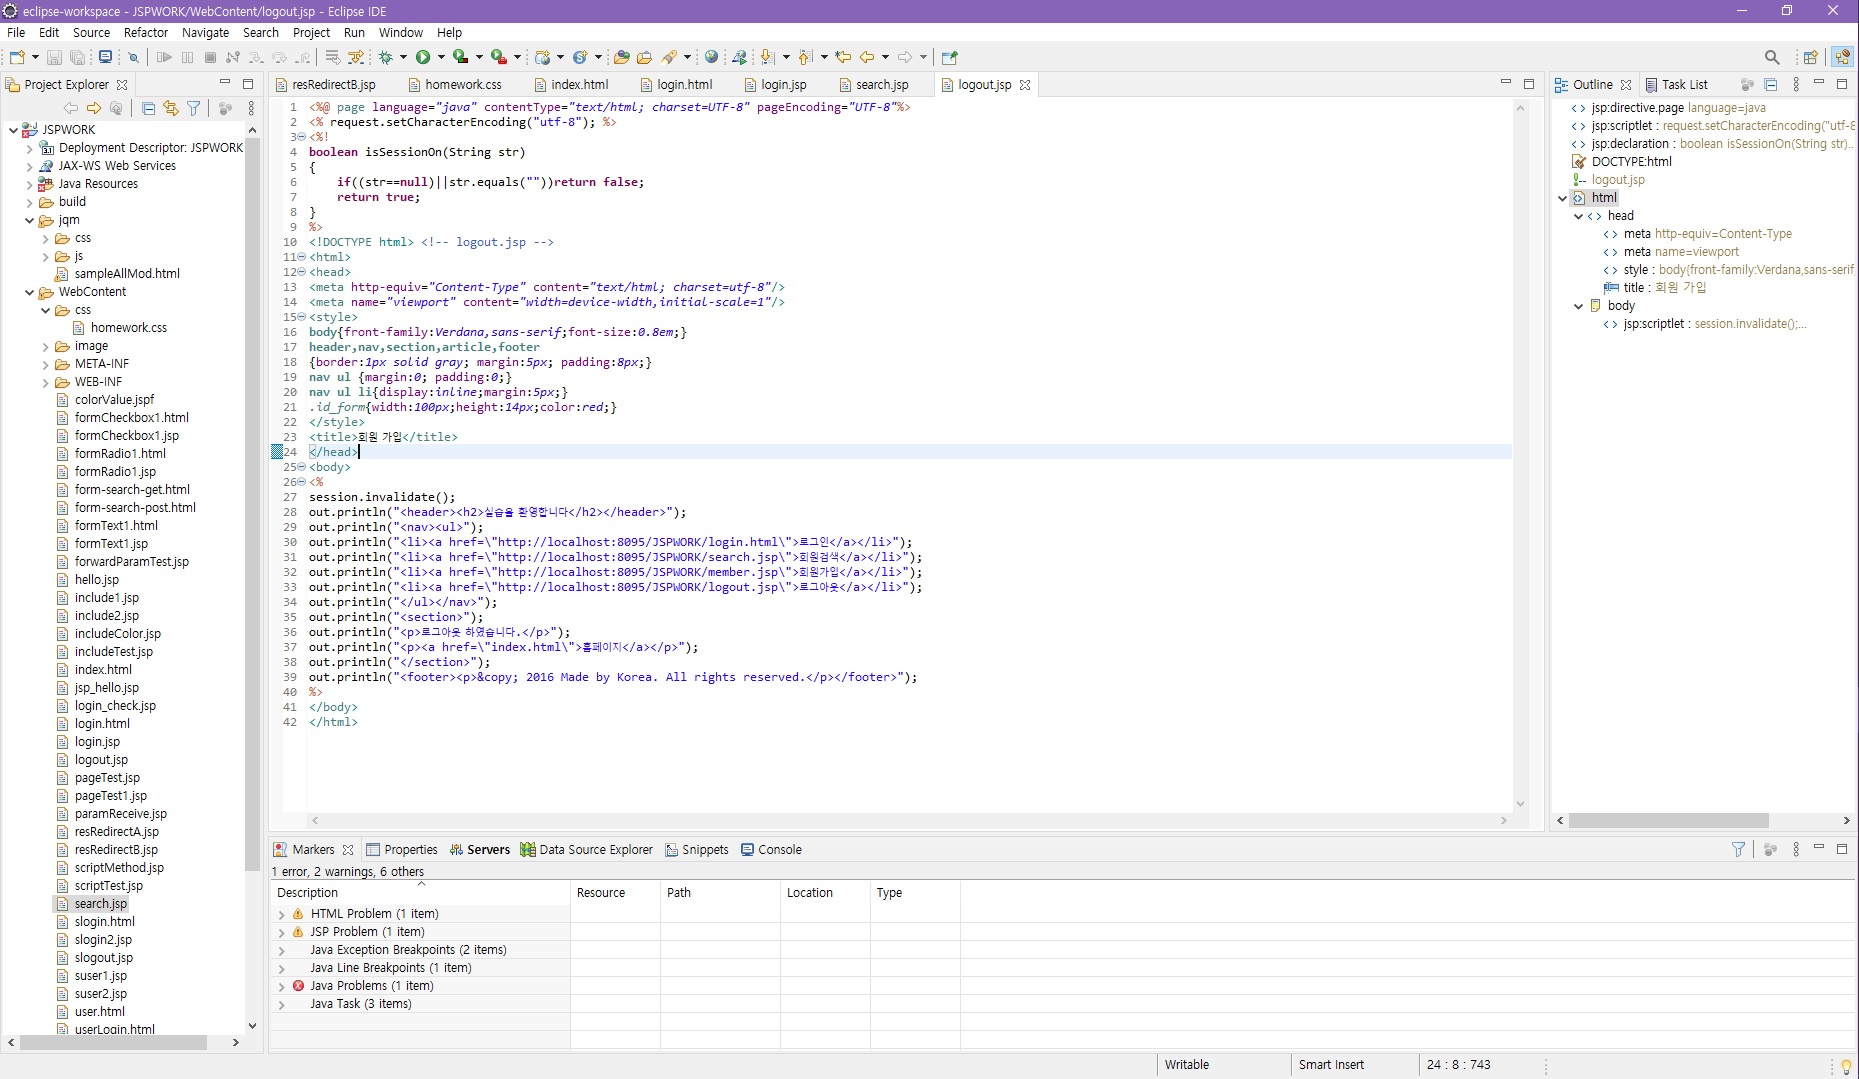 eclipse-workspace - JSPWORK/WebContent/logout.jsp - Eclipse IDE
File Edit Source Refactor Navigate Search Project Run Window Help
Project Explorer
JSPWORK
Deployment Descriptor: JSPWORK
JAX-WS Web Services
Java Resources
build
jqm
css
js
sampleAllMod.html
WebContent
css
homework.css
image
META-INF
WEB-INF
colorValue.jspf
formCheckbox1.html
formCheckbox1.jsp
formRadio1.html
formRadio1.jsp
form-search-get.html
form-search-post.html
formText1.html
formText1.jsp
forwardParamTest.jsp
hello.jsp
include1.jsp
include2.jsp
includeColor.jsp
includeTest.jsp
index.html
jsp_hello.jsp
login_check.jsp
login.html
login.jsp
logout.jsp
pageTest.jsp
pageTest1.jsp
paramReceive.jsp
resRedirectA.jsp
resRedirectB.jsp
scriptMethod.jsp
scriptTest.jsp
search.jsp
slogin.html
slogin2.jsp
slogout.jsp
suser1.jsp
suser2.jsp
user.html
userLogin.html
resRedirectB.jsp homework.css index.html login.html login.jsp search.jsp logout.jsp
1 <%@ page language="java" contentType="text/html; charset=UTF-8" pageEncoding="UTF-8"%>
2 <% request.setCharacterEncoding("utf-8"); %>
3 <%!
4 boolean isSessionOn(String str)
5 {
6 if((str==null)||str.equals(""))return false;
7 return true;
8 }
9 %>
10 <!DOCTYPE html> <!-- logout.jsp -->
11 <html>
12 <head>
13 <meta http-equiv="Content-Type" content="text/html; charset=utf-8"/>
14 <meta name="viewport" content="width=device-width,initial-scale=1"/>
15 <style>
16 body{front-family:Verdana,sans-serif;font-size:0.8em;}
17 header,nav,section,article,footer
18 {border:1px solid gray; margin:5px; padding:8px;}
19 nav ul {margin:0; padding:0;}
20 nav ul li{display:inline;margin:5px;}
21 .id_form{width:100px;height:14px;color:red;}
22 </style>
23 <title>회원 가입</title>
24 </head>
25 <body>
26 <%
27 session.invalidate();
28 out.println("<header><h2>실습을 환영합니다</h2></header>");
29 out.println("<nav><ul>");
30 out.println("<li><a href=\"http://localhost:8095/JSPWORK/login.html\">로그인</a></li>");
31 out.println("<li><a href=\"http://localhost:8095/JSPWORK/search.jsp\">회원검색</a></li>");
32 out.println("<li><a href=\"http://localhost:8095/JSPWORK/member.jsp\">회원가입</a></li>");
33 out.println("<li><a href=\"http://localhost:8095/JSPWORK/logout.jsp\">로그아웃</a></li>");
34 out.println("</ul></nav>");
35 out.println("<section>");
36 out.println("<p>로그아웃 하였습니다.</p>");
37 out.println("<p><a href=\"index.html\">홈페이지</a></p>");
38 out.println("</section>");
39 out.println("<footer><p>&copy; 2016 Made by Korea. All rights reserved.</p></footer>");
40 %>
41 </body>
42 </html>
Outline Task List
jsp:directive.page language=java
jsp:scriptlet : request.setCharacterEncoding("utf-8
jsp:declaration : boolean isSessionOn(String str)...
DOCTYPE:html
logout.jsp
html
head
meta http-equiv=Content-Type
meta name=viewport
style : body{front-family:Verdana,sans-serif
title : 회원 가입
body
jsp:scriptlet : session.invalidate();...
Markers Properties Servers Data Source Explorer Snippets Console
1 error, 2 warnings, 6 others
Description Resource Path Location Type
HTML Problem (1 item)
JSP Problem (1 item)
Java Exception Breakpoints (2 items)
Java Line Breakpoints (1 item)
Java Problems (1 item)
Java Task (3 items)
Writable Smart Insert 24 : 8 : 743